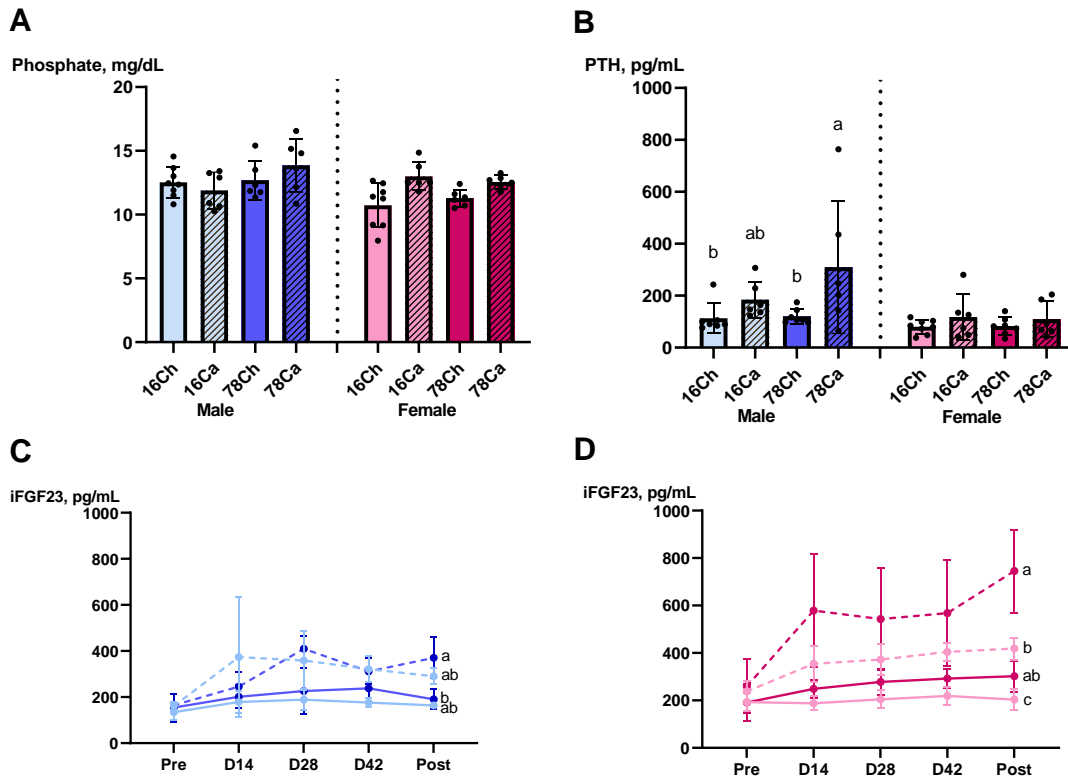 A
Phosphate, mg/dL
20
15
10
5
0
16Ch 16Ca 78Ch 78Ca 16Ch 16Ca 78Ch 78Ca
Male Female
B
PTH, pg/mL
1000
800
600
400
200
0
b ab b a
16Ch 16Ca 78Ch 78Ca 16Ch 16Ca 78Ch 78Ca
Male Female
C
iFGF23, pg/mL
1000
800
600
400
200
0
a
ab
b
ab
Pre D14 D28 D42 Post
D
iFGF23, pg/mL
1000
800
600
400
200
0
a
b
ab
c
Pre D14 D28 D42 Post